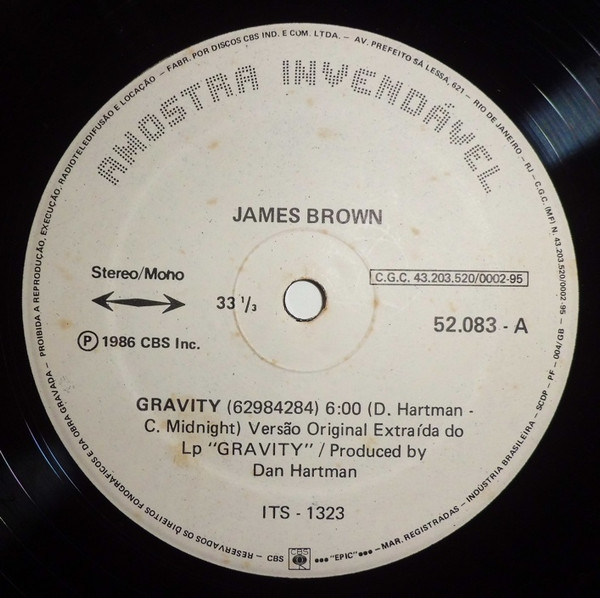 AMOSTRA INVENDÁVEL
JAMES BROWN
Stereo/Mono
33 1/3
C.G.C. 43.203.520/0002-95
52.083 - A
Ⓟ 1986 CBS Inc.
GRAVITY (62984284) 6:00 (D. Hartman -
C. Midnight) Versão Original Extraída do
Lp "GRAVITY" / Produced by
Dan Hartman
ITS - 1323
RESERVADOS OS DIREITOS FONOGRÁFICOS E DA OBRA GRAVADA – PROIBIDA A REPRODUÇÃO, EXECUÇÃO, RADIOTELEDIFUSÃO E LOCAÇÃO – FABR. POR DISCOS CBS IND. E COM. LTDA. – AV. PREFEITO SÁ LESSA, 621 – RIO DE JANEIRO – RJ – C.G.C. (MF) N. 43.203.520/0002-95 – SCDP – PF – 004/GB – INDÚSTRIA BRASILEIRA – MAR. REGISTRADAS – ●●● "EPIC" ●●● CBS